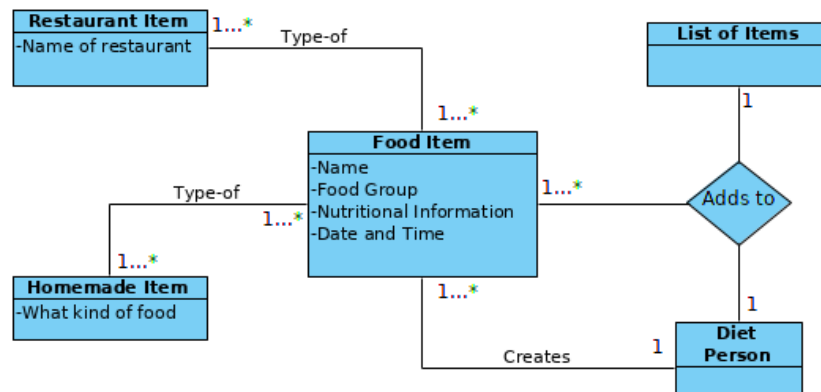 Restaurant Item
-Name of restaurant
1...*
Type-of
1...*
List of Items
1
Food Item
-Name
-Food Group
-Nutritional Information
-Date and Time
Type-of
1...*
1...*
Adds to
1...*
Homemade Item
-What kind of food
1...*
1
Creates
1
Diet
Person